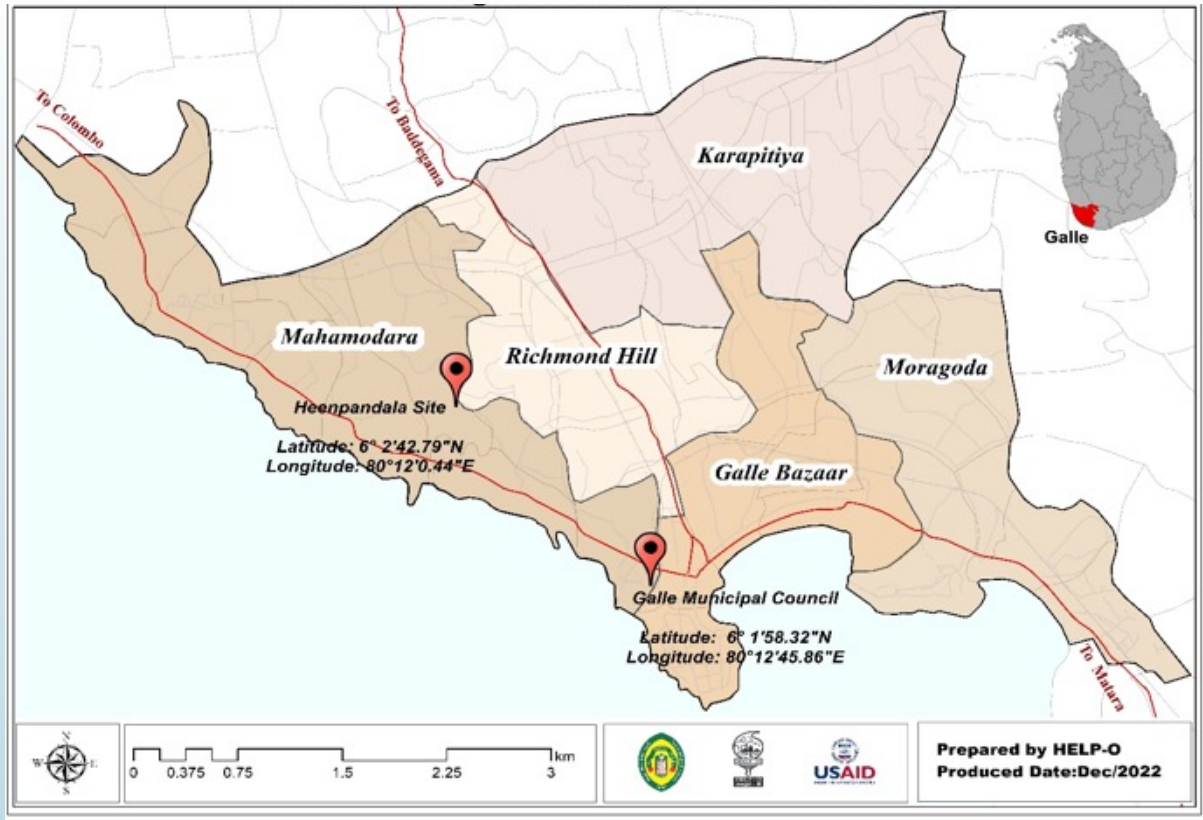 To Colombo
To Baddegama
Karapitiya
Galle
Mahamodara
Richmond Hill
Moragoda
Heenpandala Site
Latitude: 6° 2'42.79"N
Longitude: 80°12'0.44"E
Galle Bazaar
Galle Municipal Council
Latitude: 6° 1'58.32"N
Longitude: 80°12'45.86"E
To Matara
W E
S
0 0.375 0.75 1.5 2.25 3
km
USAID
Prepared by HELP-O
Produced Date:Dec/2022